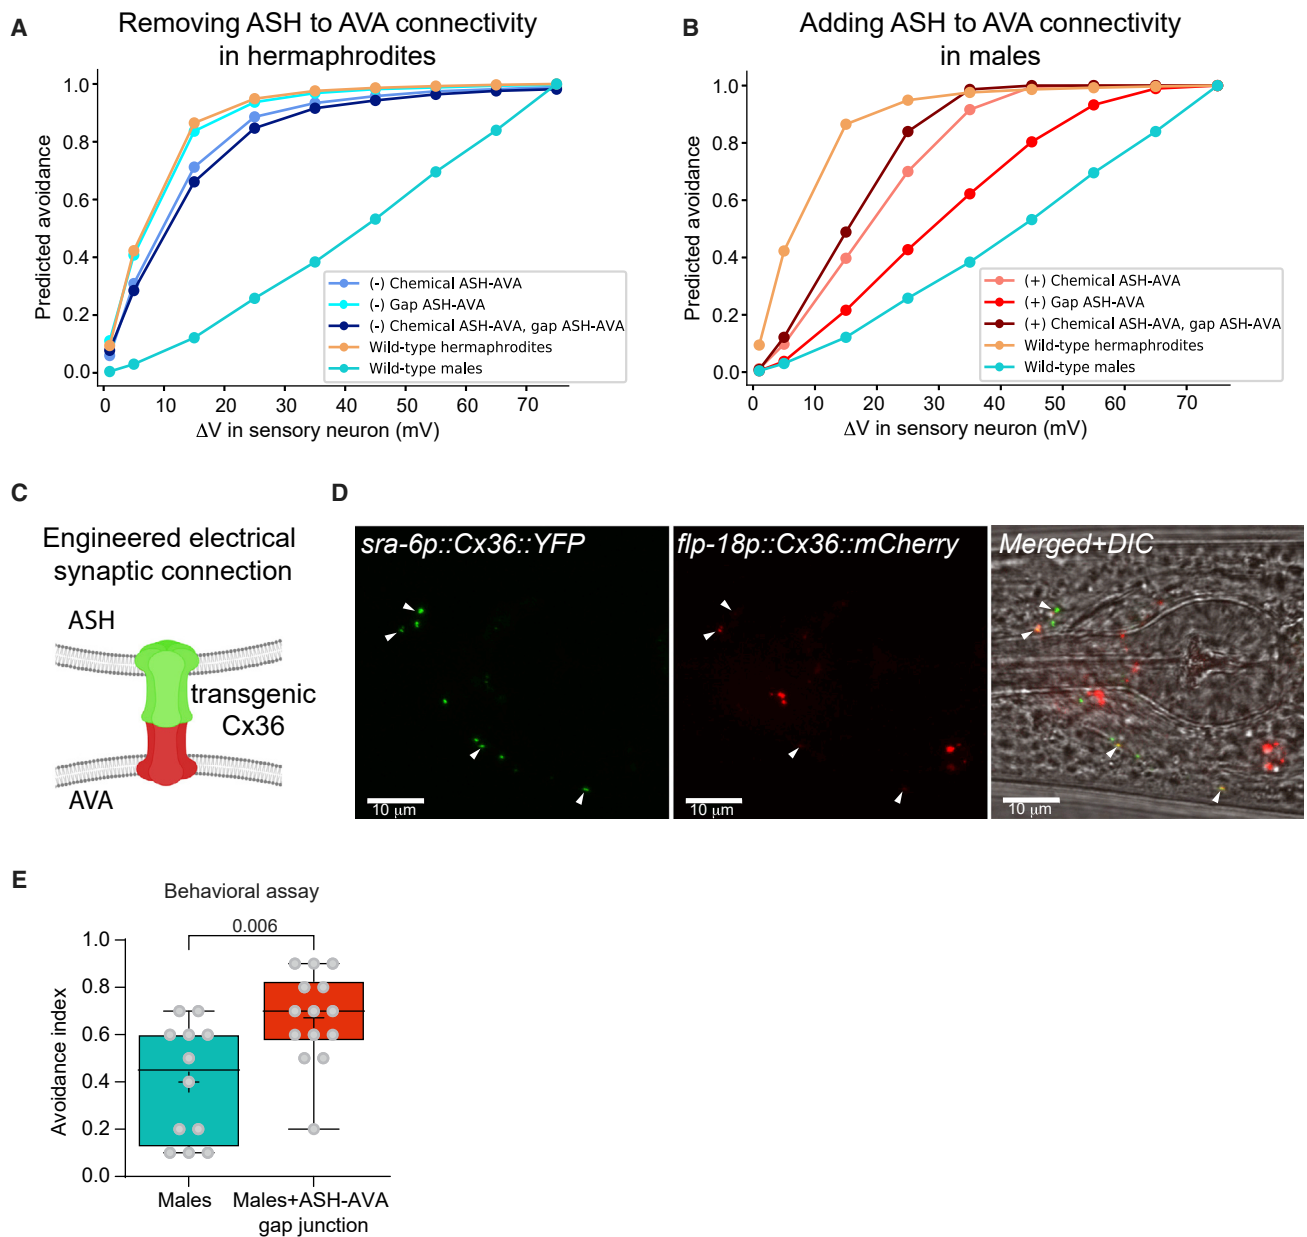 A
Removing ASH to AVA connectivity
in hermaphrodites
Predicted avoidance
1.0
0.8
0.6
0.4
0.2
0.0
0
10
20
30
40
50
60
70
ΔV in sensory neuron (mV)
(-) Chemical ASH-AVA
(-) Gap ASH-AVA
(-) Chemical ASH-AVA, gap ASH-AVA
Wild-type hermaphrodites
Wild-type males
B
Adding ASH to AVA connectivity
in males
Predicted avoidance
1.0
0.8
0.6
0.4
0.2
0.0
0
10
20
30
40
50
60
70
ΔV in sensory neuron (mV)
(+) Chemical ASH-AVA
(+) Gap ASH-AVA
(+) Chemical ASH-AVA, gap ASH-AVA
Wild-type hermaphrodites
Wild-type males
C
Engineered electrical
synaptic connection
ASH
transgenic
Cx36
AVA
D
sra-6p::Cx36::YFP
10 μm
flp-18p::Cx36::mCherry
10 μm
Merged+DIC
10 μm
E
Behavioral assay
0.006
Avoidance index
1.0
0.8
0.6
0.4
0.2
0.0
Males
Males+ASH-AVA
gap junction